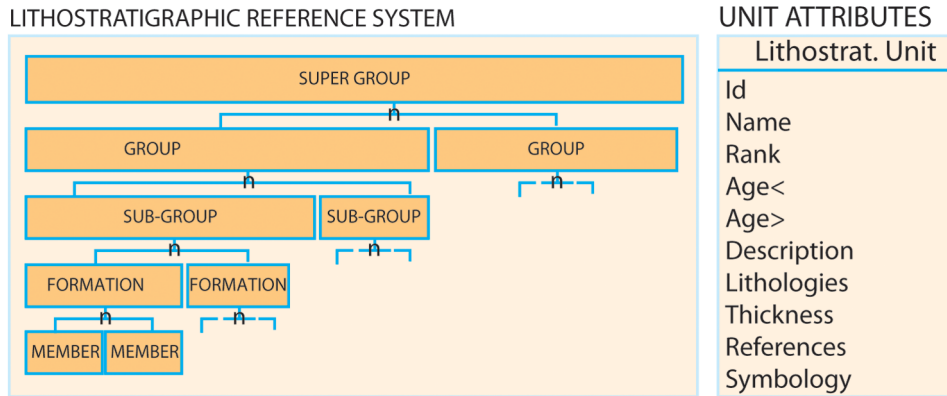 LITHOSTRATIGRAPHIC REFERENCE SYSTEM
SUPER GROUP
n
GROUP
GROUP
n
n
SUB-GROUP
SUB-GROUP
n
n
FORMATION
FORMATION
n
n
MEMBER
MEMBER
UNIT ATTRIBUTES
Lithostrat. Unit
Id
Name
Rank
Age<
Age>
Description
Lithologies
Thickness
References
Symbology